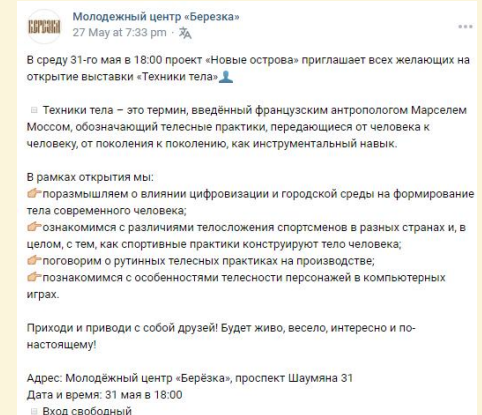 БЕРЕЗКА
Молодежный центр «Березка»
27 May at 7:33 pm ·
В среду 31-го мая в 18:00 проект «Новые острова» приглашает всех желающих на
открытие выставки «Техники тела»
Техники тела – это термин, введённый французским антропологом Марселем
Моссом, обозначающий телесные практики, передающиеся от человека к
человеку, от поколения к поколению, как инструментальный навык.
В рамках открытия мы:
поразмышляем о влиянии цифровизации и городской среды на формирование
тела современного человека;
ознакомимся с различиями телосложения спортсменов в разных странах и, в
целом, с тем, как спортивные практики конструируют тело человека;
поговорим о рутинных телесных практиках на производстве;
познакомимся с особенностями телесности персонажей в компьютерных
играх.
Приходи и приводи с собой друзей! Будет живо, весело, интересно и по-
настоящему!
Адрес: Молодёжный центр «Берёзка», проспект Шаумяна 31
Дата и время: 31 мая в 18:00
Вход свободный